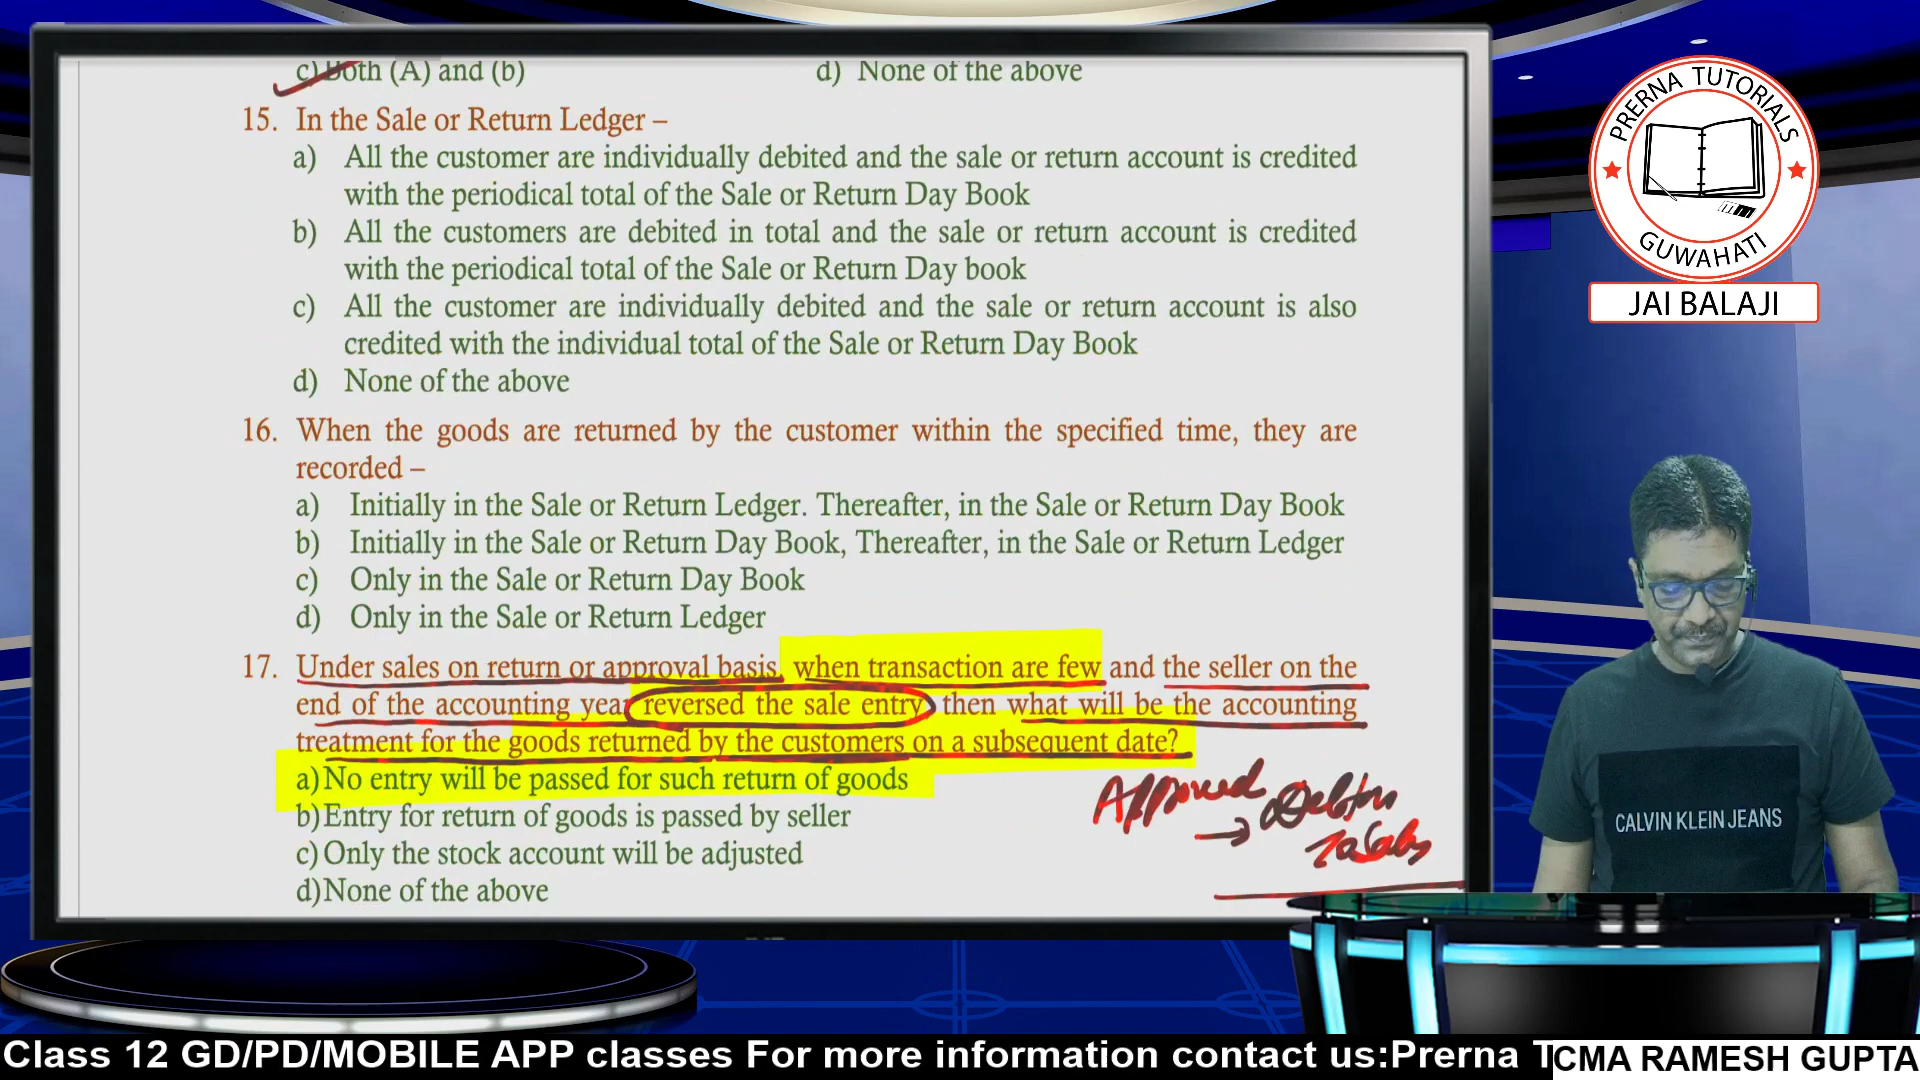 c) Both (A) and (b) d) None of the above
15. In the Sale or Return Ledger –
a) All the customer are individually debited and the sale or return account is credited
with the periodical total of the Sale or Return Day Book
b) All the customers are debited in total and the sale or return account is credited
with the periodical total of the Sale or Return Day book
c) All the customer are individually debited and the sale or return account is also
credited with the individual total of the Sale or Return Day Book
d) None of the above
16. When the goods are returned by the customer within the specified time, they are
recorded –
a) Initially in the Sale or Return Ledger. Thereafter, in the Sale or Return Day Book
b) Initially in the Sale or Return Day Book, Thereafter, in the Sale or Return Ledger
c) Only in the Sale or Return Day Book
d) Only in the Sale or Return Ledger
17. Under sales on return or approval basis, when transaction are few and the seller on the
end of the accounting year reversed the sale entry then what will be the accounting
treatment for the goods returned by the customers on a subsequent date?
a) No entry will be passed for such return of goods
b) Entry for return of goods is passed by seller
c) Only the stock account will be adjusted
d) None of the above
PRERNA TUTORIALS
GUWAHATI
JAI BALAJI
CALVIN KLEIN JEANS
Class 12 GD/PD/MOBILE APP classes For more information contact us:Prerna T
CMA RAMESH GUPTA